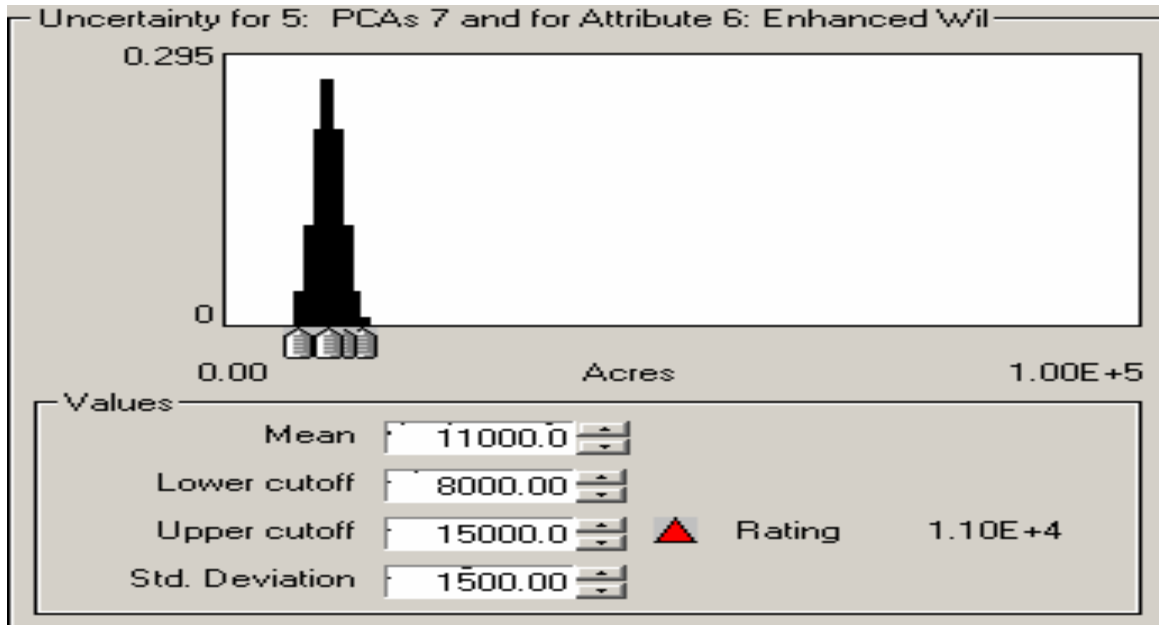 Uncertainty for 5: PCAs 7 and for Attribute 6: Enhanced Wil
0.295
0
0.00 Acres 1.00E+5
Values
Mean 11000.0
Lower cutoff 8000.00
Upper cutoff 15000.0 Rating 1.10E+4
Std. Deviation 1500.00